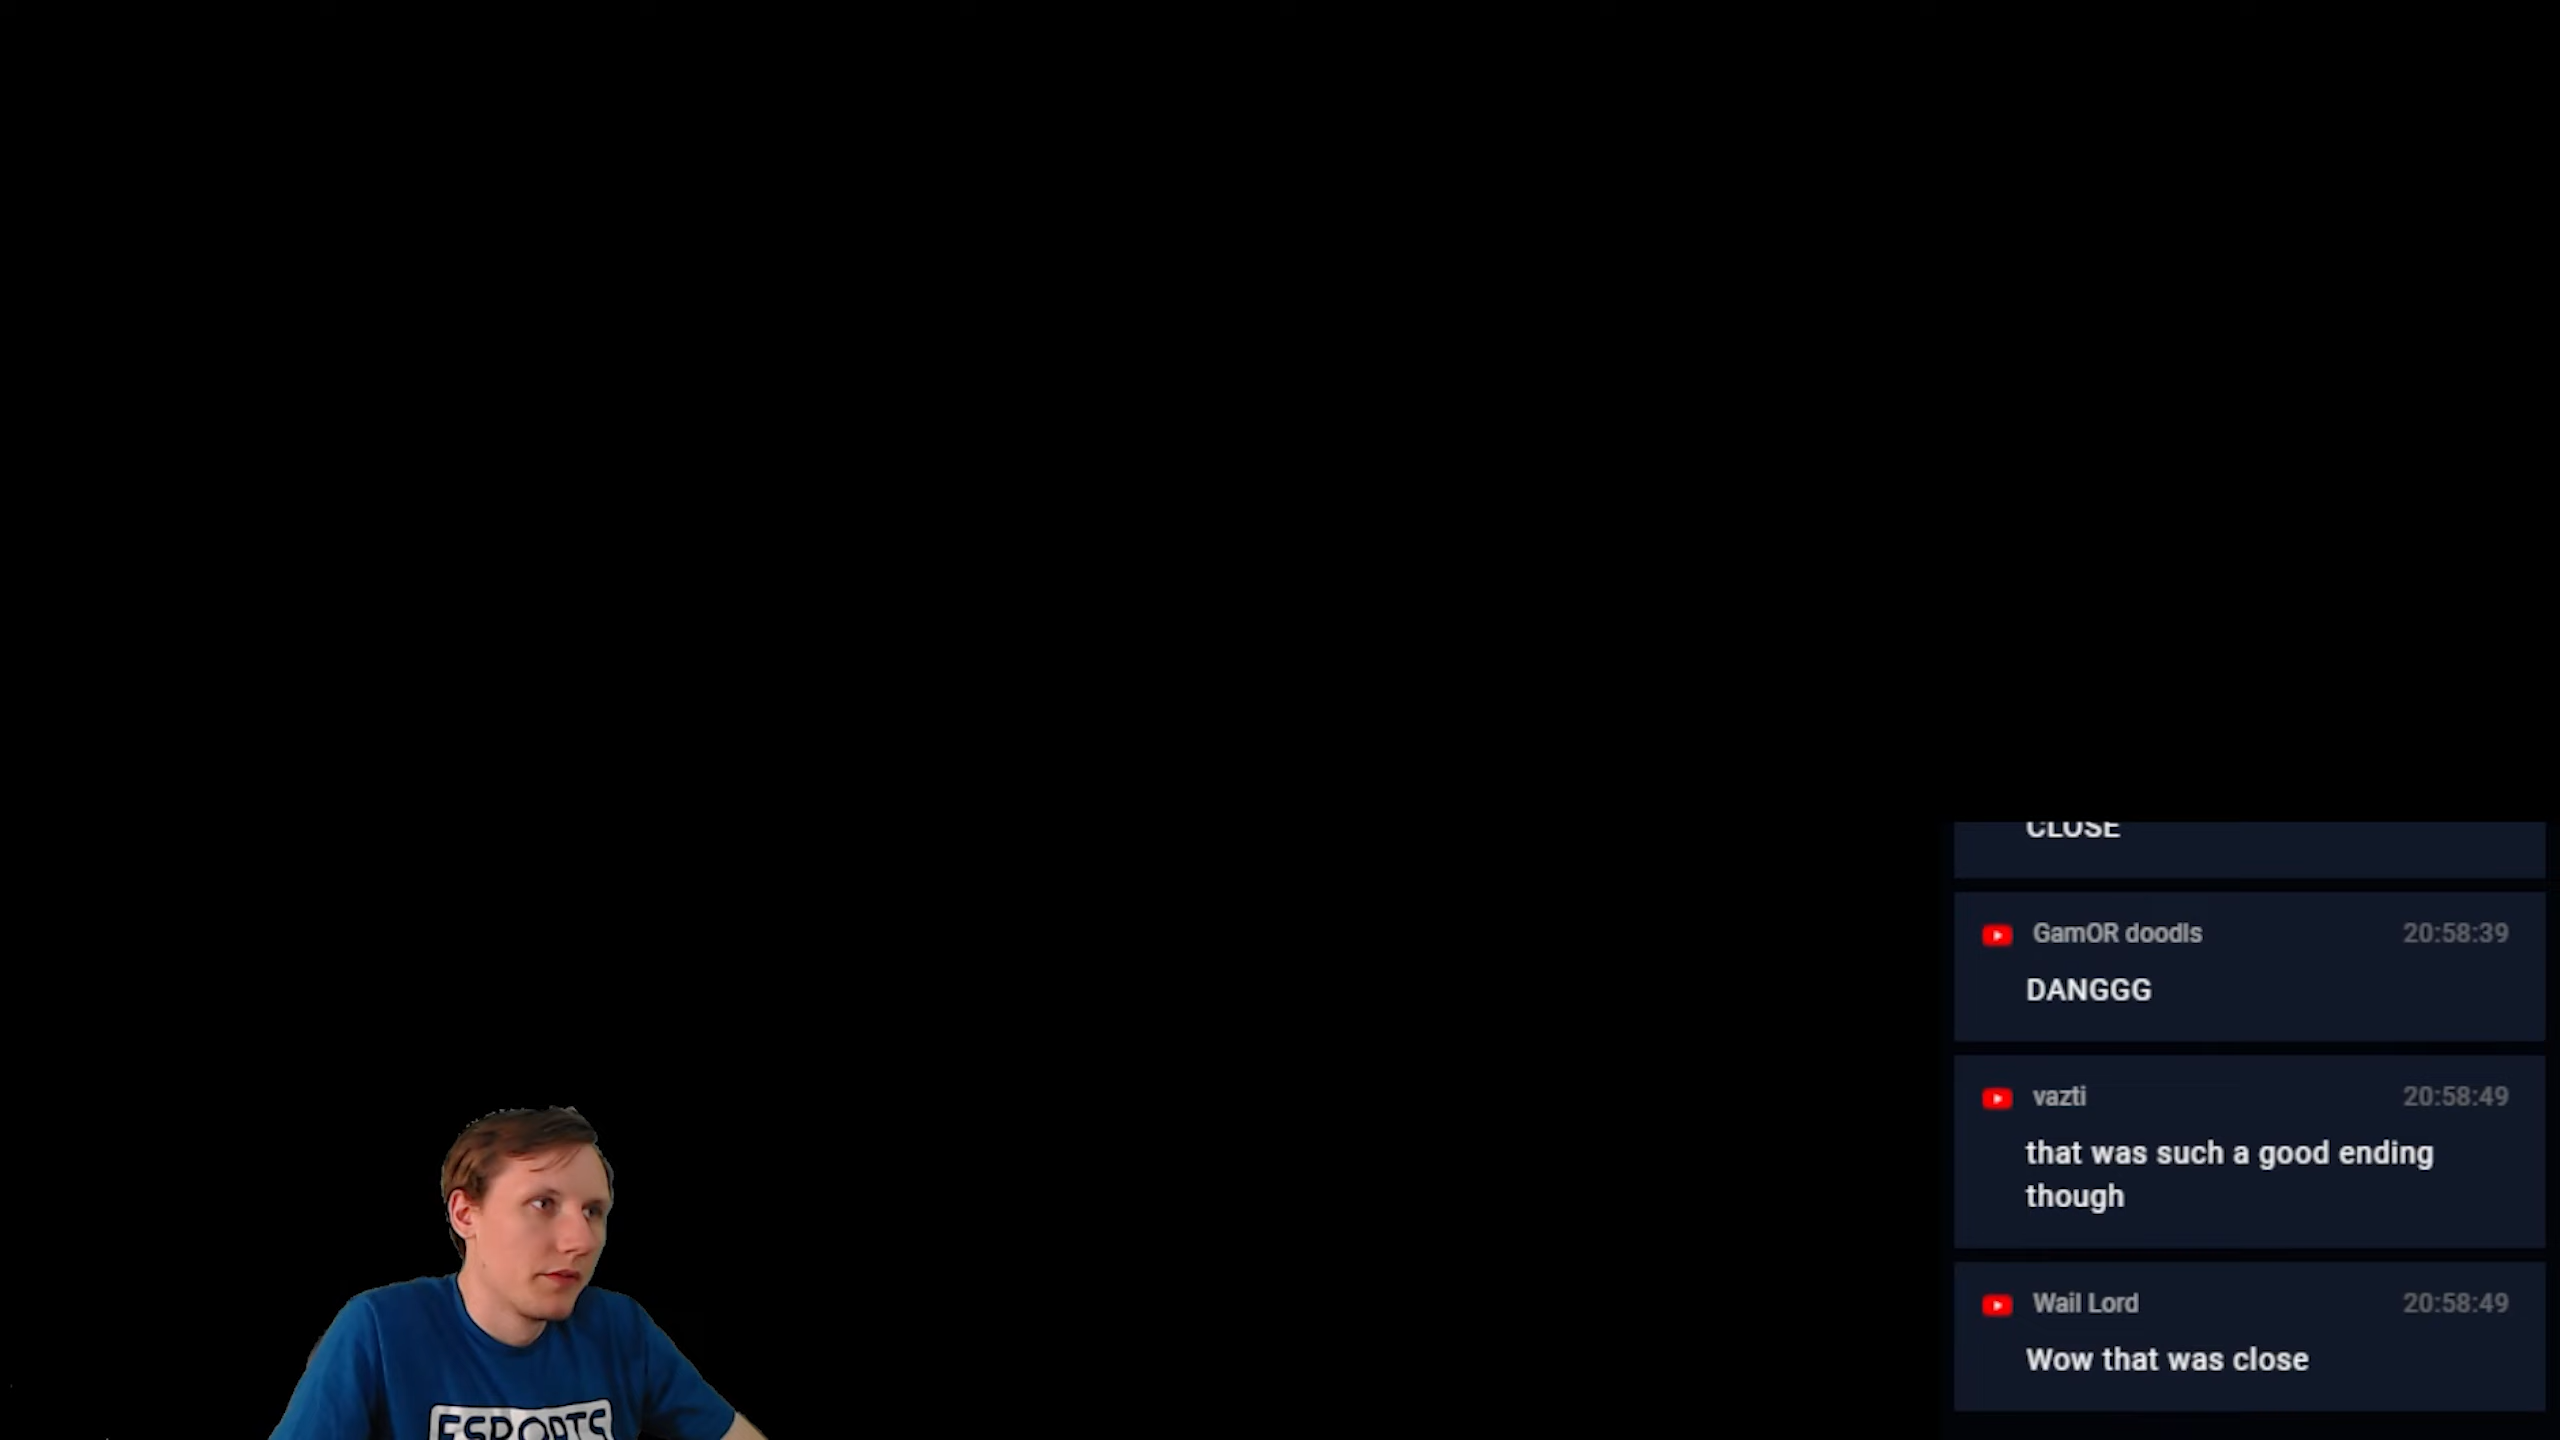 ESPORTS
CLOSE
GamOR doodls 20:58:39
DANGGG
vazti 20:58:49
that was such a good ending
though
Wail Lord 20:58:49
Wow that was close